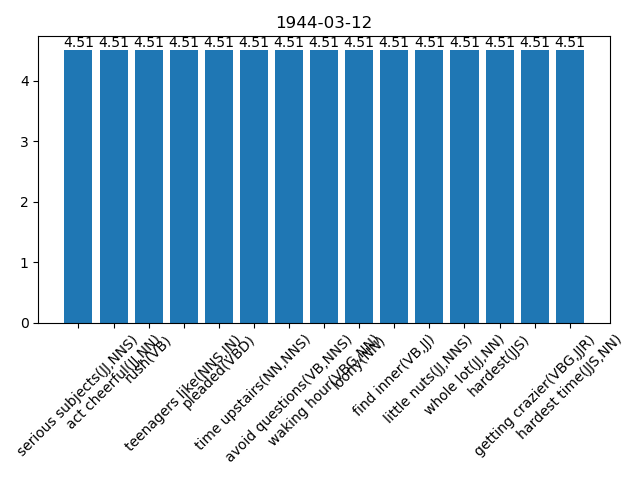 1944-03-12
4.51 4.51 4.51 4.51 4.51 4.51 4.51 4.51 4.51 4.51 4.51 4.51 4.51 4.51 4.51
4
3
2
1
0
serious subjects(JJ,NNS)
act cheerful(JJ,NN)
rush(VB)
teenagers like(NNS,IN)
pleaded(VBD)
time upstairs(NN,NNS)
avoid questions(VB,NNS)
waking hour(VBG,NN)
loony(NN)
find inner(VB,JJ)
little nuts(JJ,NNS)
whole lot(JJ,NN)
hardest(JJS)
getting crazier(VBG,JJR)
hardest time(JJS,NN)